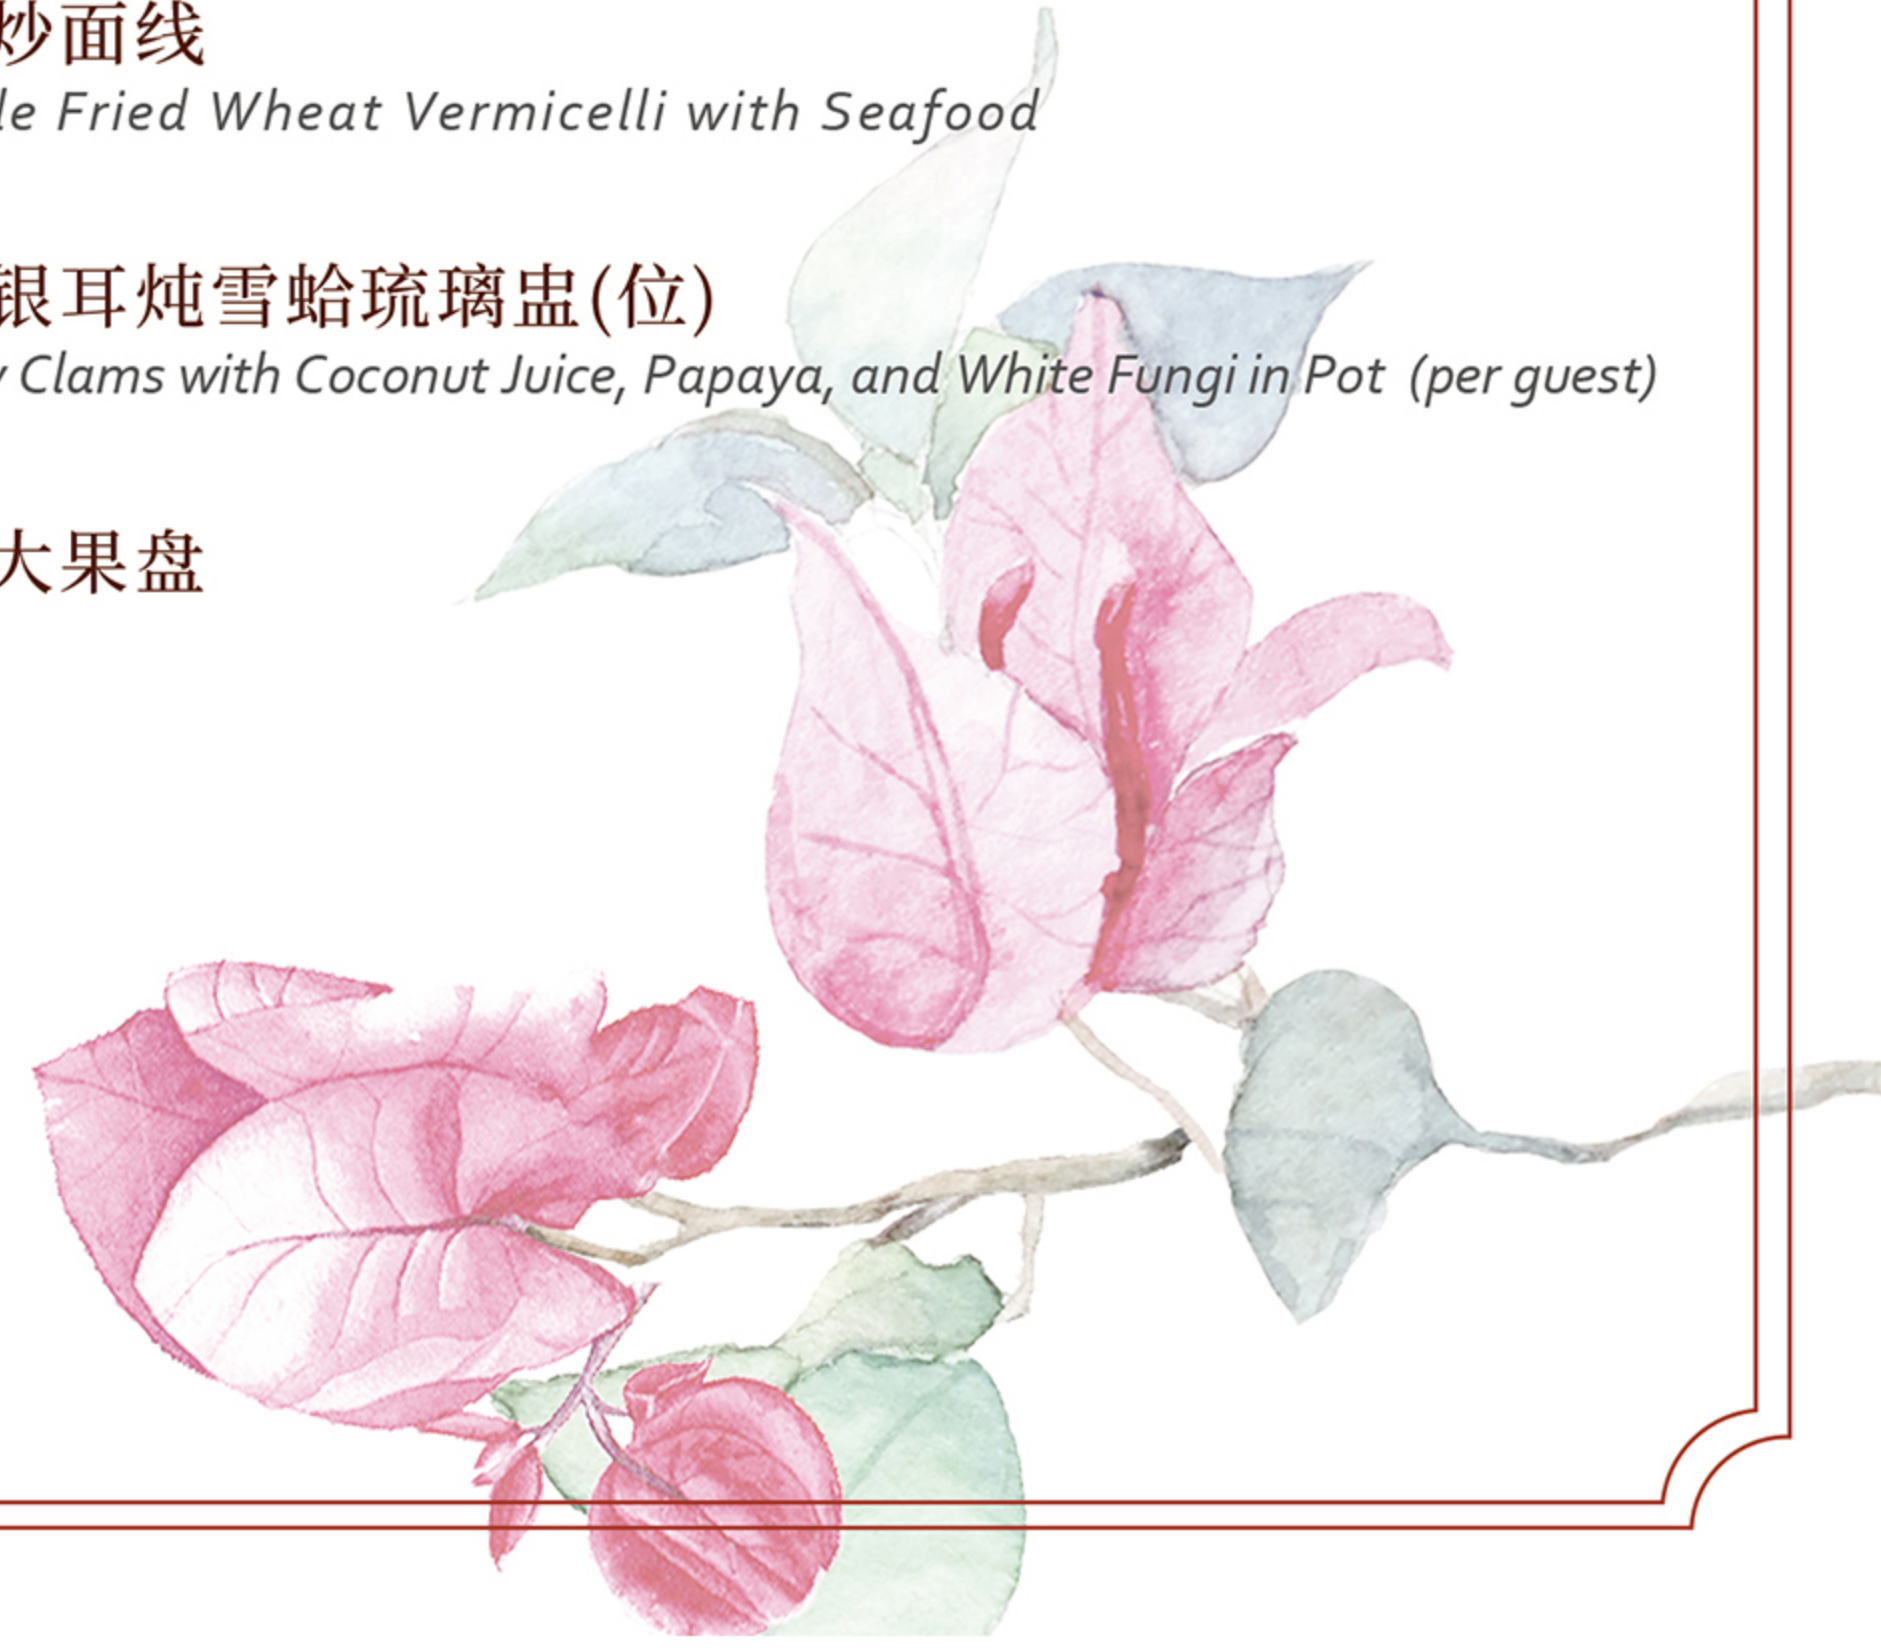 炒面线
le Fried Wheat Vermicelli with Seafood
银耳炖雪蛤琉璃盅(位)
y Clams with Coconut Juice, Papaya, and White Fungi in Pot (per guest)
大果盘